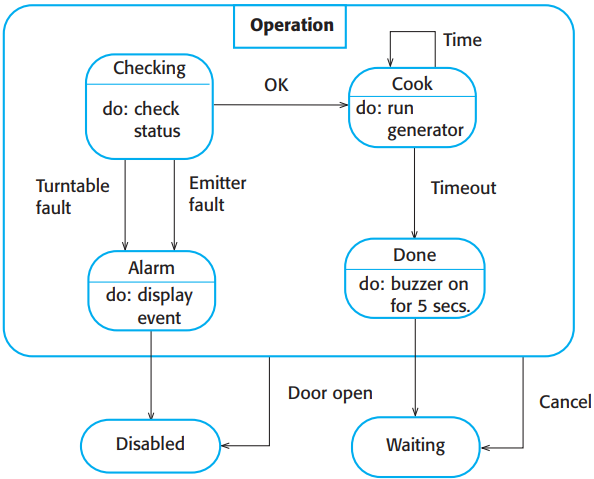 Operation
Time
Checking
do: check
status
OK
Cook
do: run
generator
Turntable
fault
Emitter
fault
Timeout
Alarm
do: display
event
Done
do: buzzer on
for 5 secs.
Door open
Cancel
Disabled
Waiting